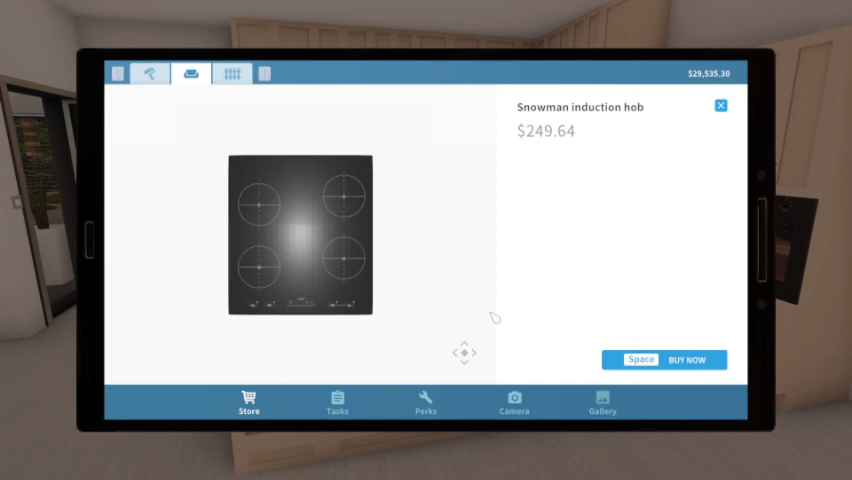 $29,535.30
Snowman induction hob
$249.64
Space BUY NOW
Store
Tasks
Perks
Camera
Gallery